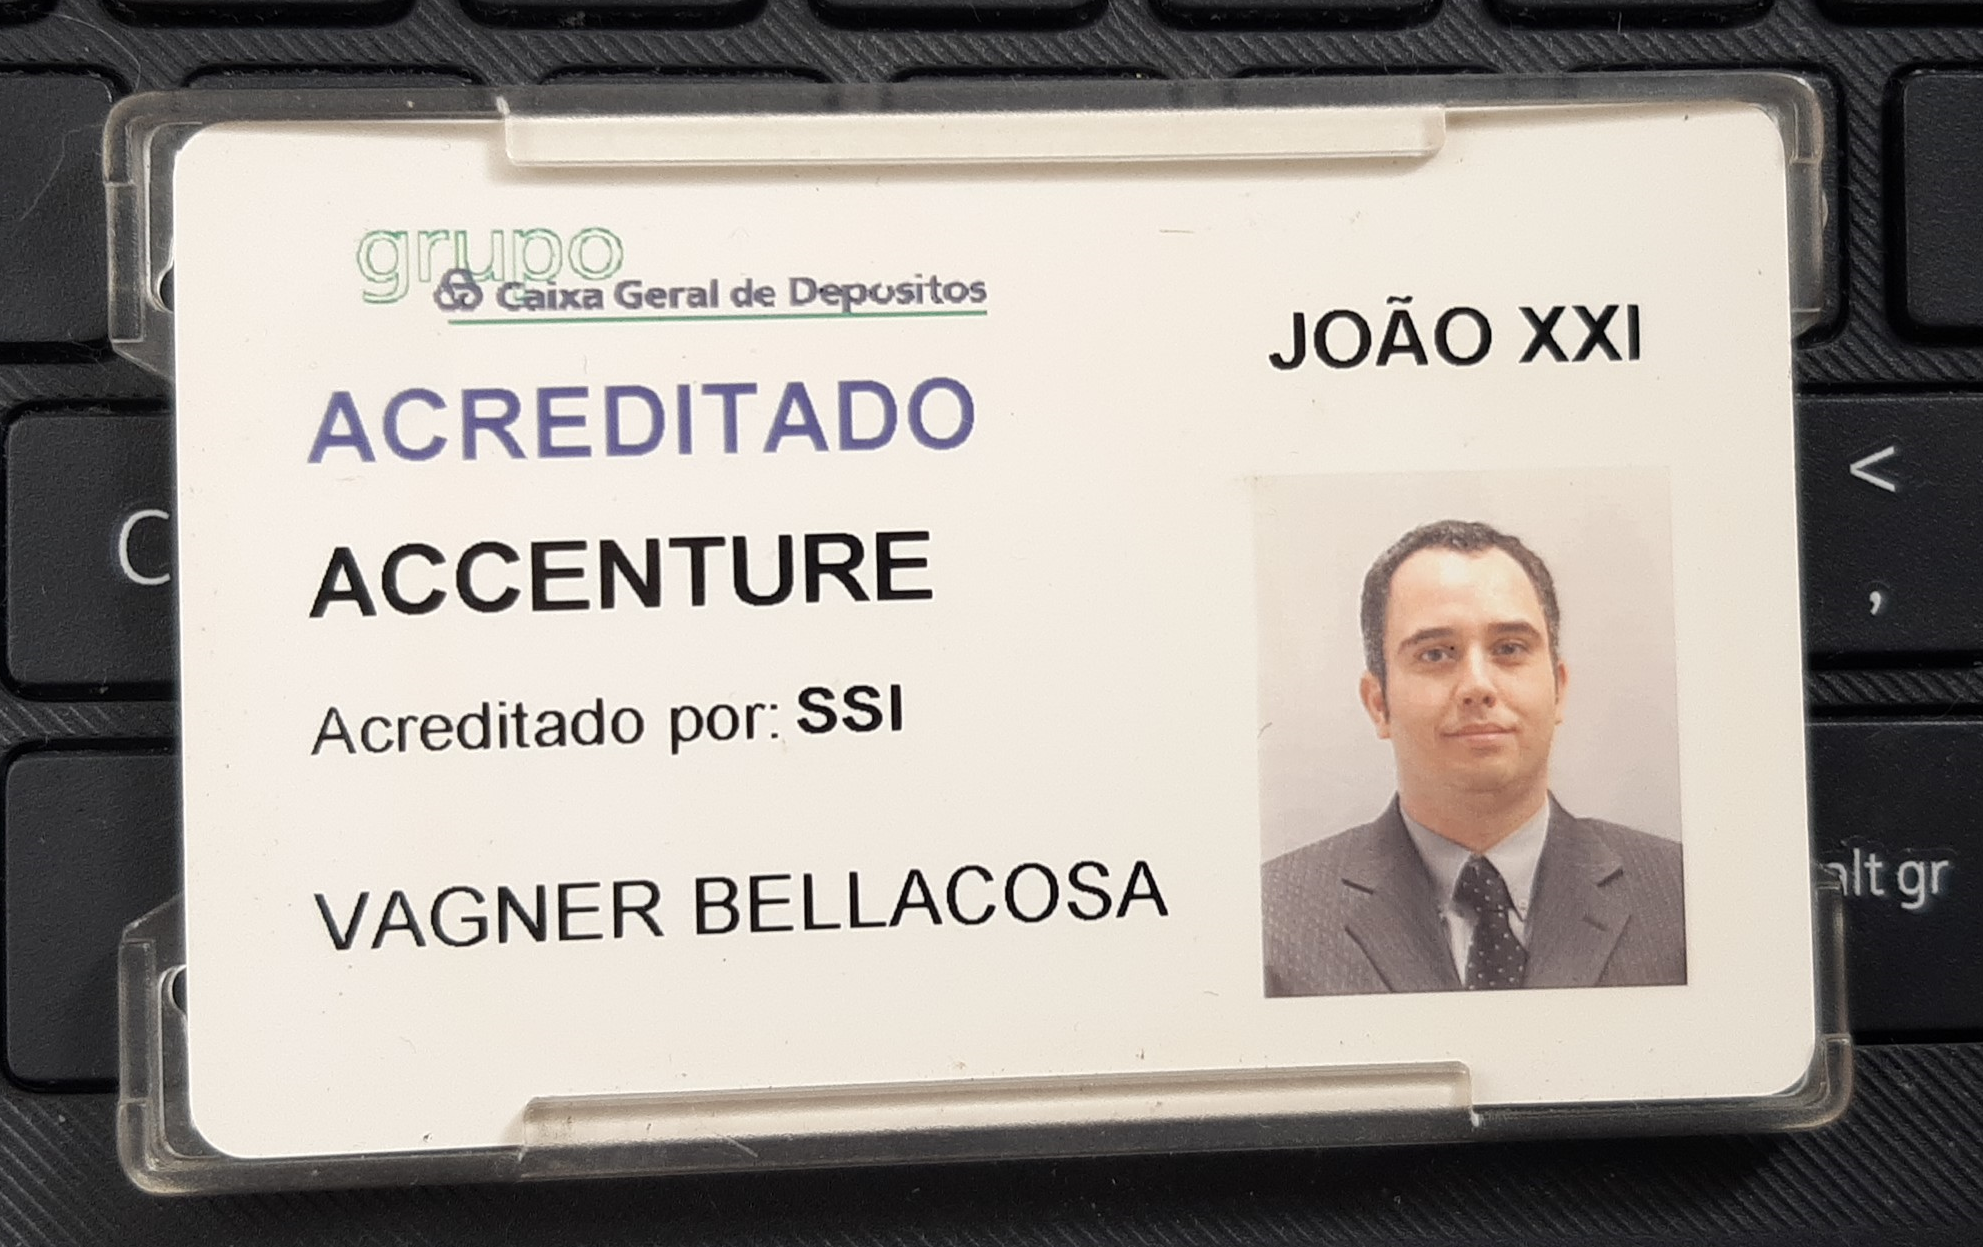 grupo
Caixa Geral de Depositos
JOÃO XXI
ACREDITADO
ACCENTURE
Acreditado por: SSI
VAGNER BELLACOSA
C
<
,
alt gr